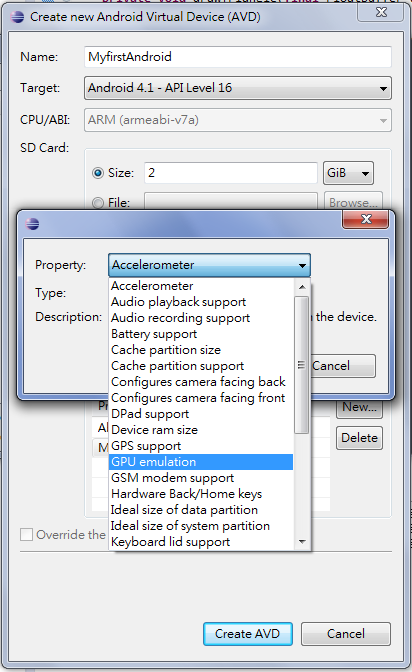 Create new Android Virtual Device (AVD)
Name: MyfirstAndroid
Target: Android 4.1 - API Level 16
CPU/ABI: ARM (armeabi-v7a)
SD Card:
Size: 2 GiB
File: Browse...
Property: Accelerometer
Type:
Description: the device.
Accelerometer
Audio playback support
Audio recording support
Battery support
Cache partition size
Cache partition support
Configures camera facing back
Configures camera facing front
DPad support
Device ram size
GPS support
GPU emulation
GSM modem support
Hardware Back/Home keys
Ideal size of data partition
Ideal size of system partition
Keyboard lid support
Cancel
New...
Delete
Override the
Create AVD Cancel